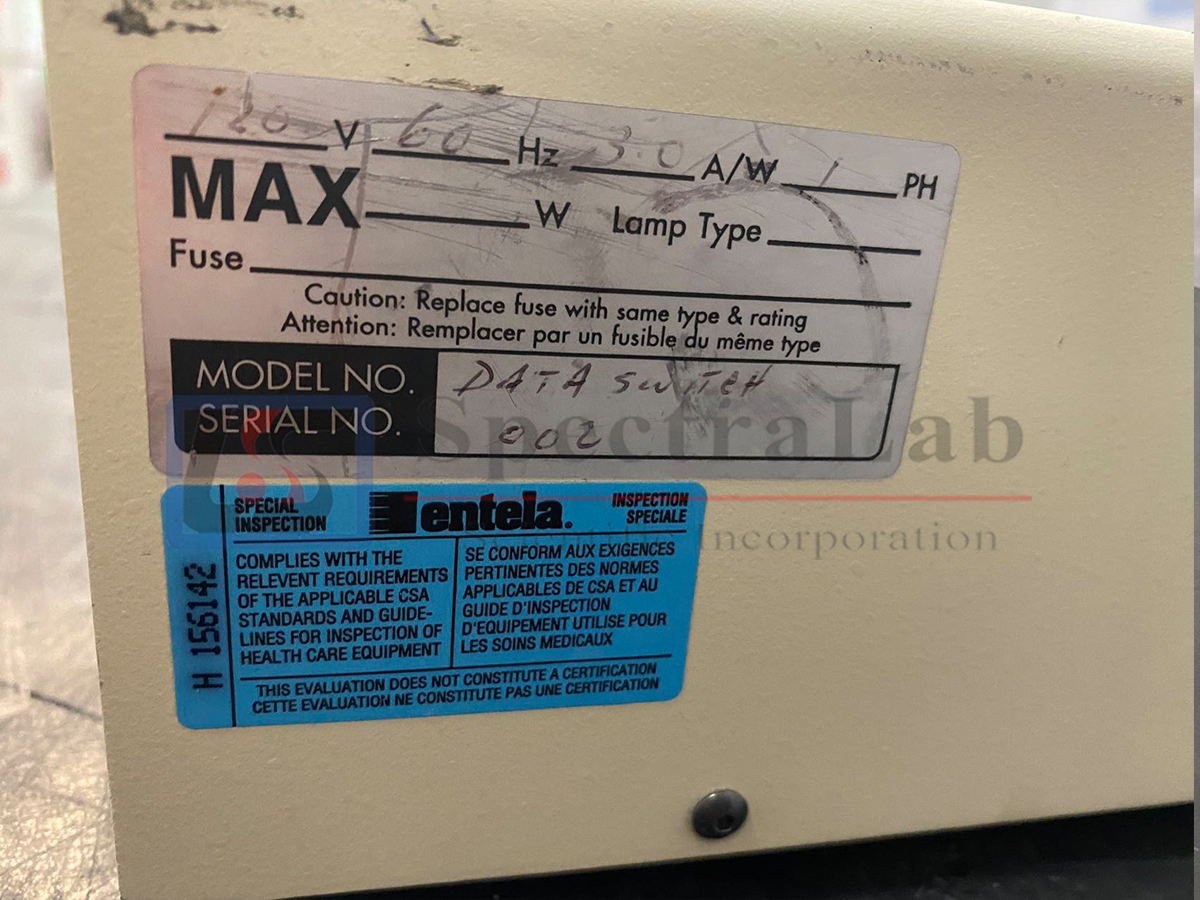 120 V 60 Hz 3.0 A/W 1 PH
MAX W Lamp Type
Fuse
Caution: Replace fuse with same type & rating
Attention: Remplacer par un fusible du même type
MODEL NO. DATA SWITCH
SERIAL NO. 002
SpectraLab
Scientific Incorporation
SPECIAL INSPECTION
entela.
INSPECTION SPECIALE
H 156142
COMPLIES WITH THE
RELEVENT REQUIREMENTS
OF THE APPLICABLE CSA
STANDARDS AND GUIDE-
LINES FOR INSPECTION OF
HEALTH CARE EQUIPMENT
SE CONFORM AUX EXIGENCES
PERTINENTES DES NORMES
APPLICABLES DE CSA ET AU
GUIDE D'INSPECTION
D'EQUIPEMENT UTILISE POUR
LES SOINS MEDICAUX
THIS EVALUATION DOES NOT CONSTITUTE A CERTIFICATION
CETTE EVALUATION NE CONSTITUTE PAS UNE CERTIFICATION